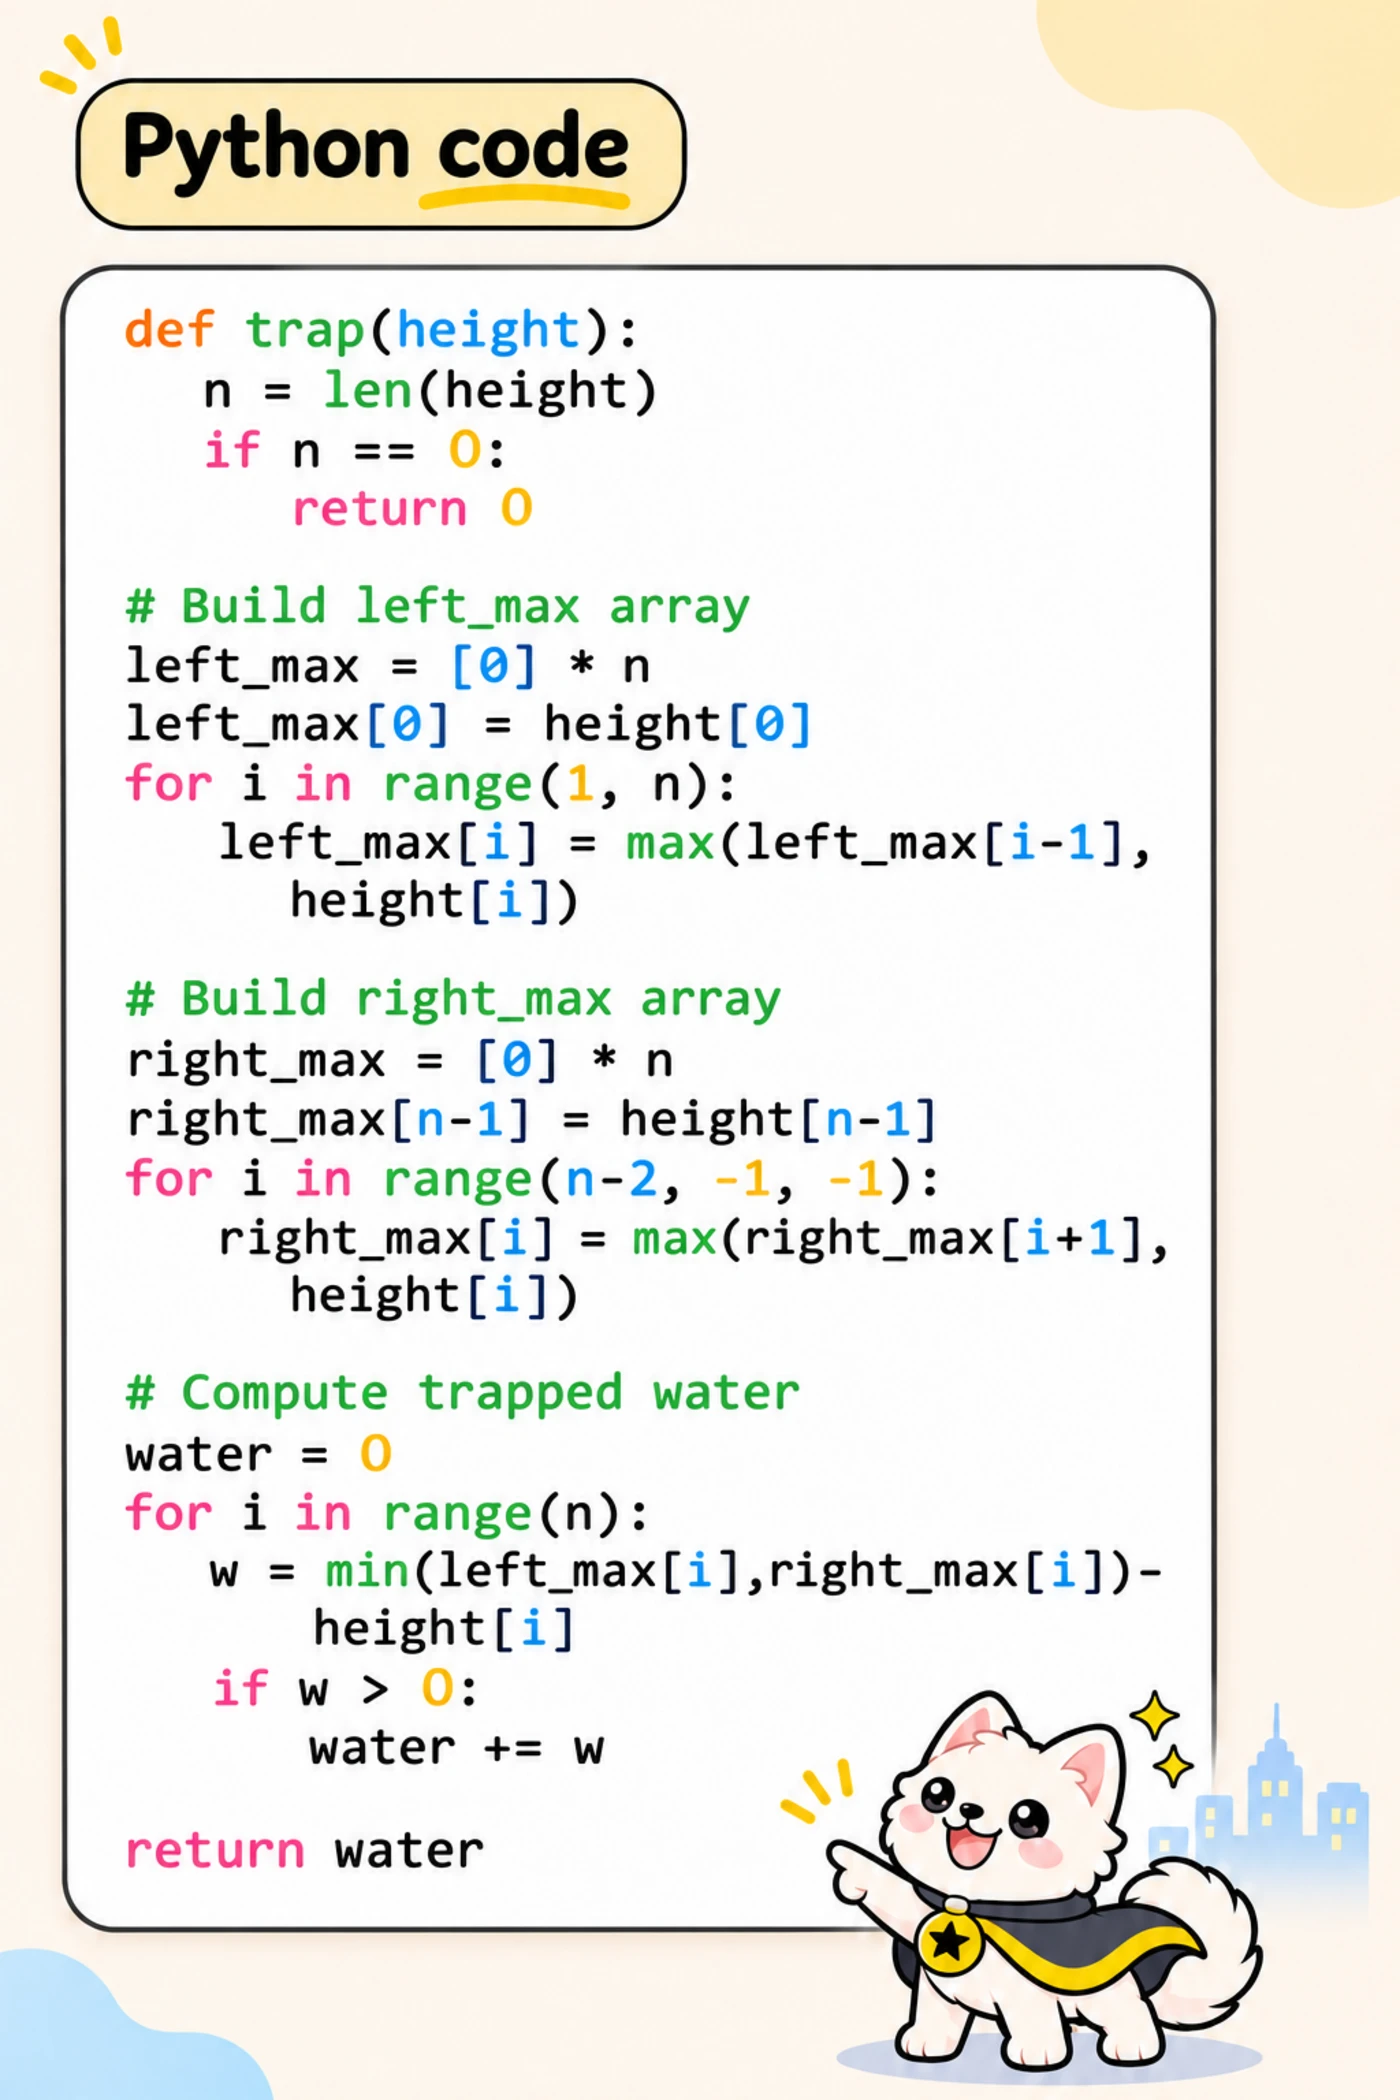 Python code
def trap(height):
    n = len(height)
    if n == 0:
        return 0
# Build left_max array
left_max = [0] * n
left_max[0] = height[0]
for i in range(1, n):
    left_max[i] = max(left_max[i-1],
        height[i])
# Build right_max array
right_max = [0] * n
right_max[n-1] = height[n-1]
for i in range(n-2, -1, -1):
    right_max[i] = max(right_max[i+1],
        height[i])
# Compute trapped water
water = 0
for i in range(n):
    w = min(left_max[i],right_max[i])-
        height[i]
    if w > 0:
        water += w
return water